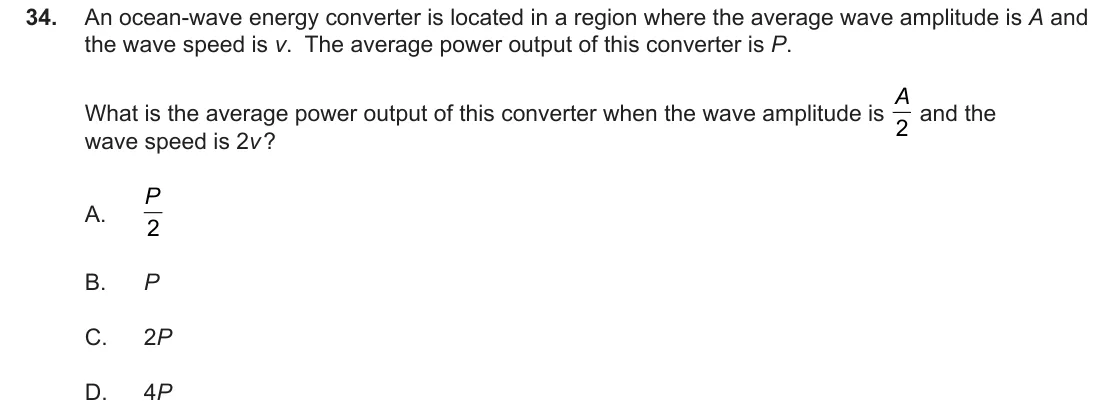 34. An ocean-wave energy converter is located in a region where the average wave amplitude is A and
the wave speed is v. The average power output of this converter is P.
What is the average power output of this converter when the wave amplitude is A/2 and the
wave speed is 2v?
A. P/2
B. P
C. 2P
D. 4P